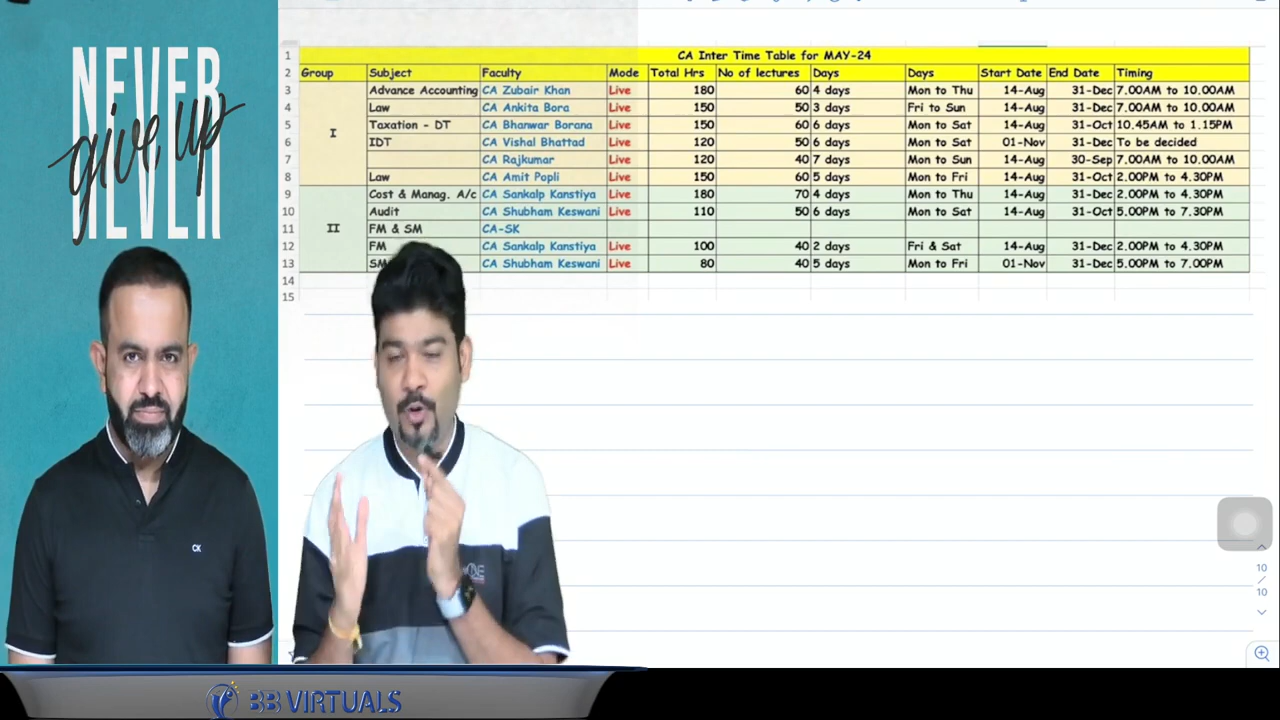 NEVER
give up
NEVER
1 CA Inter Time Table for MAY-24
2 Group Subject Faculty Mode Total Hrs No of lectures Days Days Start Date End Date Timing
3 Advance Accounting CA Zubair Khan Live 180 60 4 days Mon to Thu 14-Aug 31-Dec 7.00AM to 10.00AM
4 Law CA Ankita Bora Live 150 50 3 days Fri to Sun 14-Aug 31-Dec 7.00AM to 10.00AM
5 Taxation - DT CA Bhanwar Borana Live 150 60 6 days Mon to Sat 14-Aug 31-Oct 10.45AM to 1.15PM
I
6 IDT CA Vishal Bhattad Live 120 50 6 days Mon to Sat 01-Nov 31-Dec To be decided
7 CA Rajkumar Live 120 40 7 days Mon to Sun 14-Aug 30-Sep 7.00AM to 10.00AM
8 Law CA Amit Popli Live 150 60 5 days Mon to Fri 14-Aug 31-Oct 2.00PM to 4.30PM
9 Cost & Manag. A/c CA Sankalp Kanstiya Live 180 70 4 days Mon to Thu 14-Aug 31-Dec 2.00PM to 4.30PM
10 Audit CA Shubham Keswani Live 110 50 6 days Mon to Sat 14-Aug 31-Oct 5.00PM to 7.30PM
11 II FM & SM CA-SK
12 FM CA Sankalp Kanstiya Live 100 40 2 days Fri & Sat 14-Aug 31-Dec 2.00PM to 4.30PM
13 SM CA Shubham Keswani Live 80 40 5 days Mon to Fri 01-Nov 31-Dec 5.00PM to 7.00PM
14
15
CK
10
/
10
BB VIRTUALS